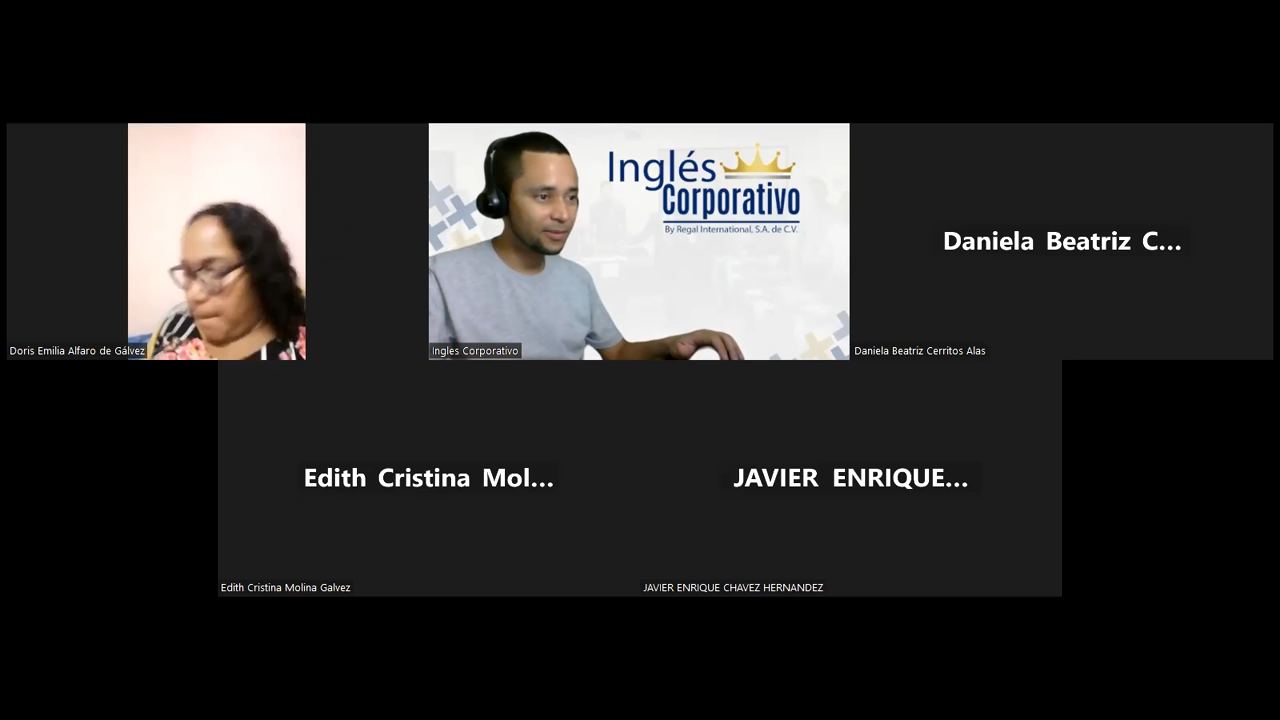 Inglés
Corporativo
By Regal International, S.A. de C.V.
Daniela Beatriz C...
Doris Emilia Alfaro de Gálvez
Ingles Corporativo
Daniela Beatriz Cerritos Alas
Edith Cristina Mol...
JAVIER ENRIQUE...
Edith Cristina Molina Galvez
JAVIER ENRIQUE CHAVEZ HERNANDEZ